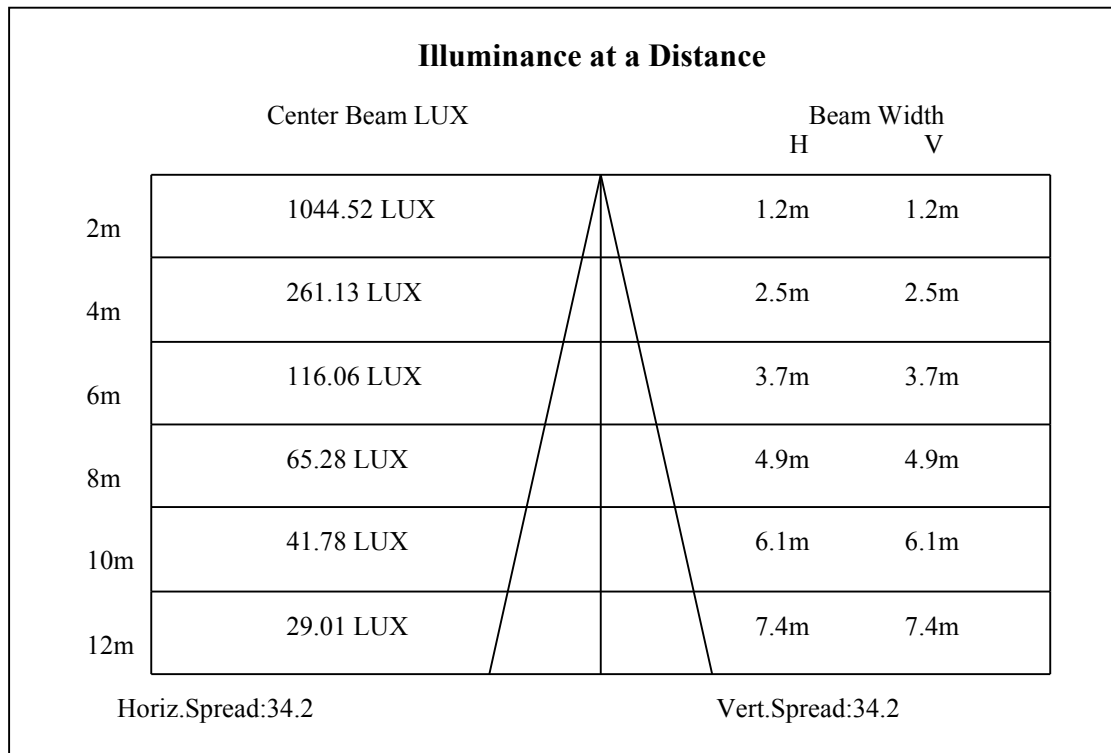 Illuminance at a Distance
Center Beam LUX Beam Width
H V
2m 1044.52 LUX 1.2m 1.2m
4m 261.13 LUX 2.5m 2.5m
6m 116.06 LUX 3.7m 3.7m
8m 65.28 LUX 4.9m 4.9m
10m 41.78 LUX 6.1m 6.1m
12m 29.01 LUX 7.4m 7.4m
Horiz.Spread:34.2 Vert.Spread:34.2